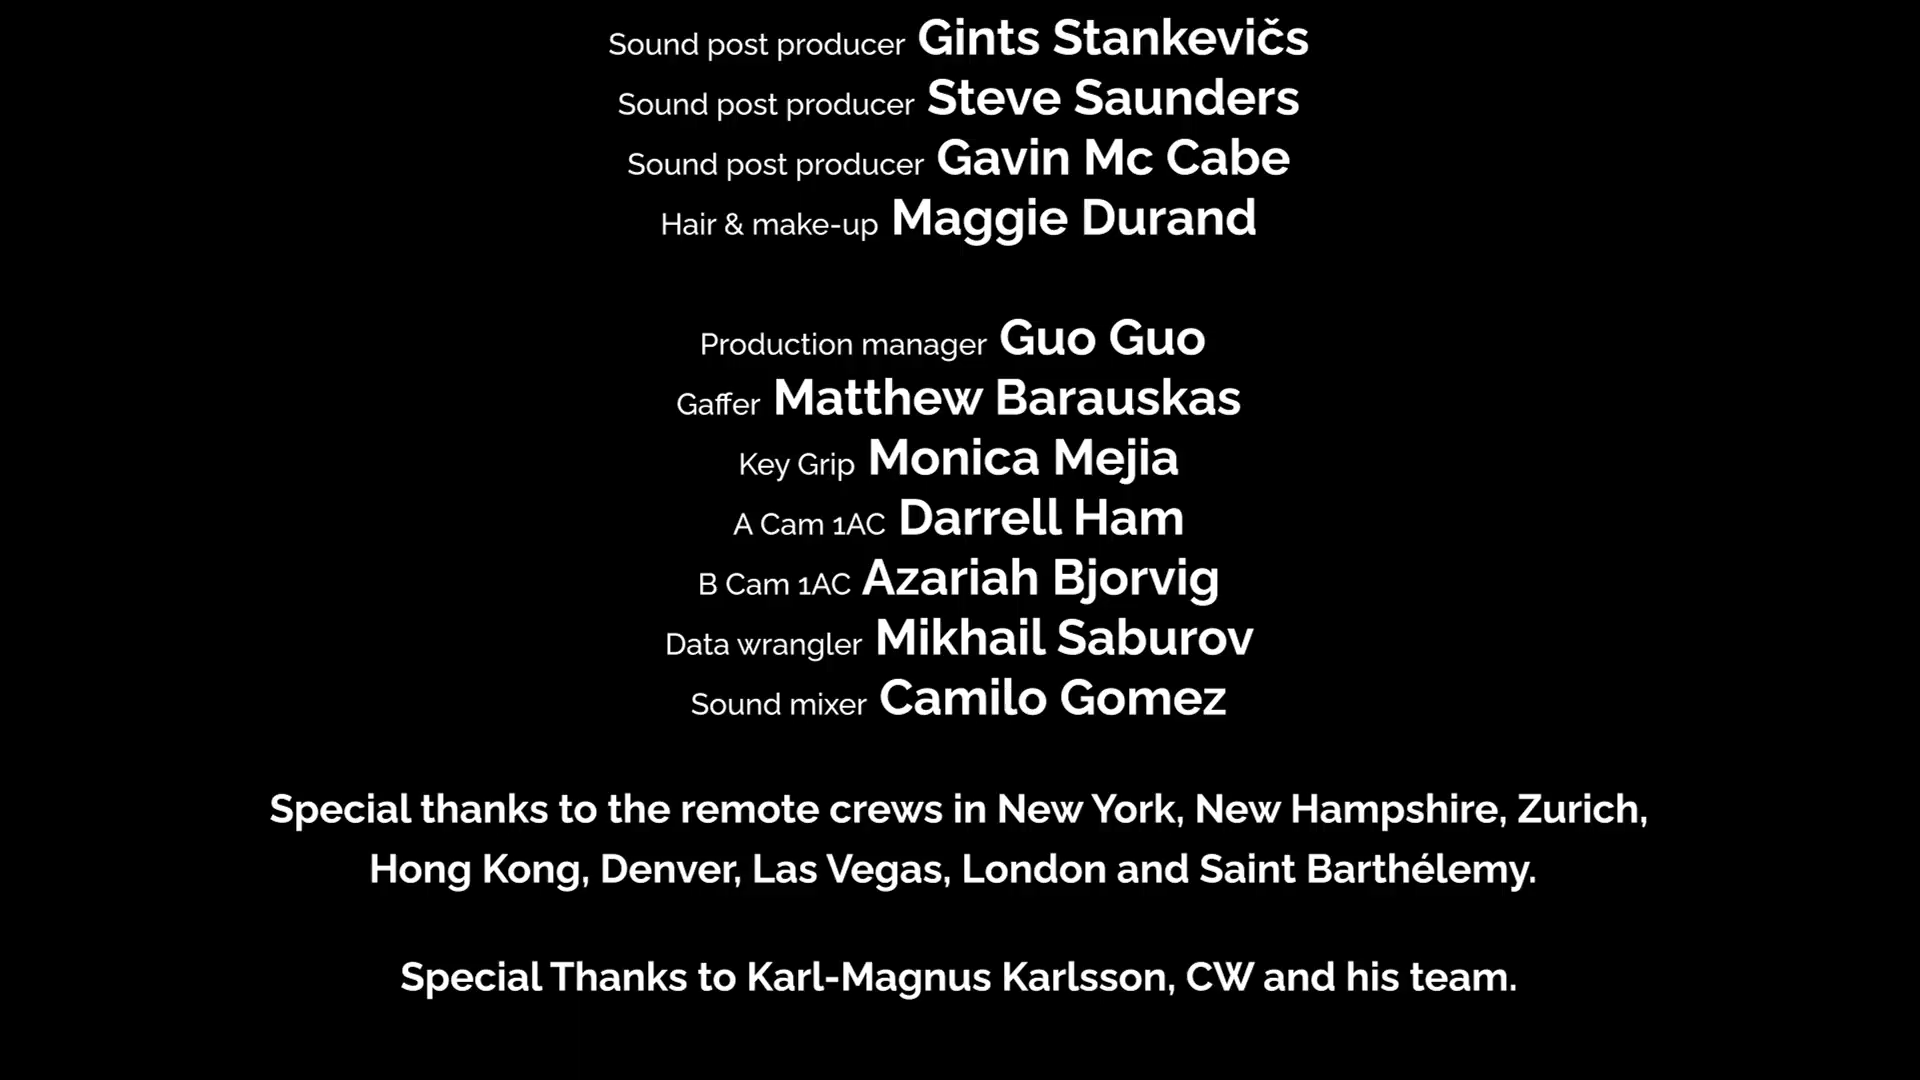 Sound post producer Gints Stankevičs
Sound post producer Steve Saunders
Sound post producer Gavin Mc Cabe
Hair & make-up Maggie Durand
Production manager Guo Guo
Gaffer Matthew Barauskas
Key Grip Monica Mejia
A Cam 1AC Darrell Ham
B Cam 1AC Azariah Bjorvig
Data wrangler Mikhail Saburov
Sound mixer Camilo Gomez
Special thanks to the remote crews in New York, New Hampshire, Zurich,
Hong Kong, Denver, Las Vegas, London and Saint Barthélemy.
Special Thanks to Karl-Magnus Karlsson, CW and his team.